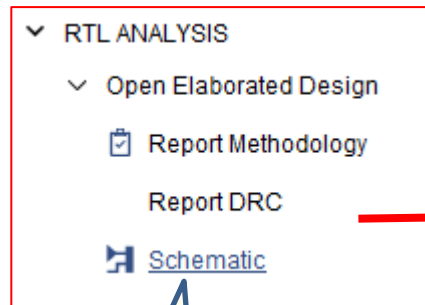 RTL ANALYSIS
Open Elaborated Design
Report Methodology
Report DRC
Schematic